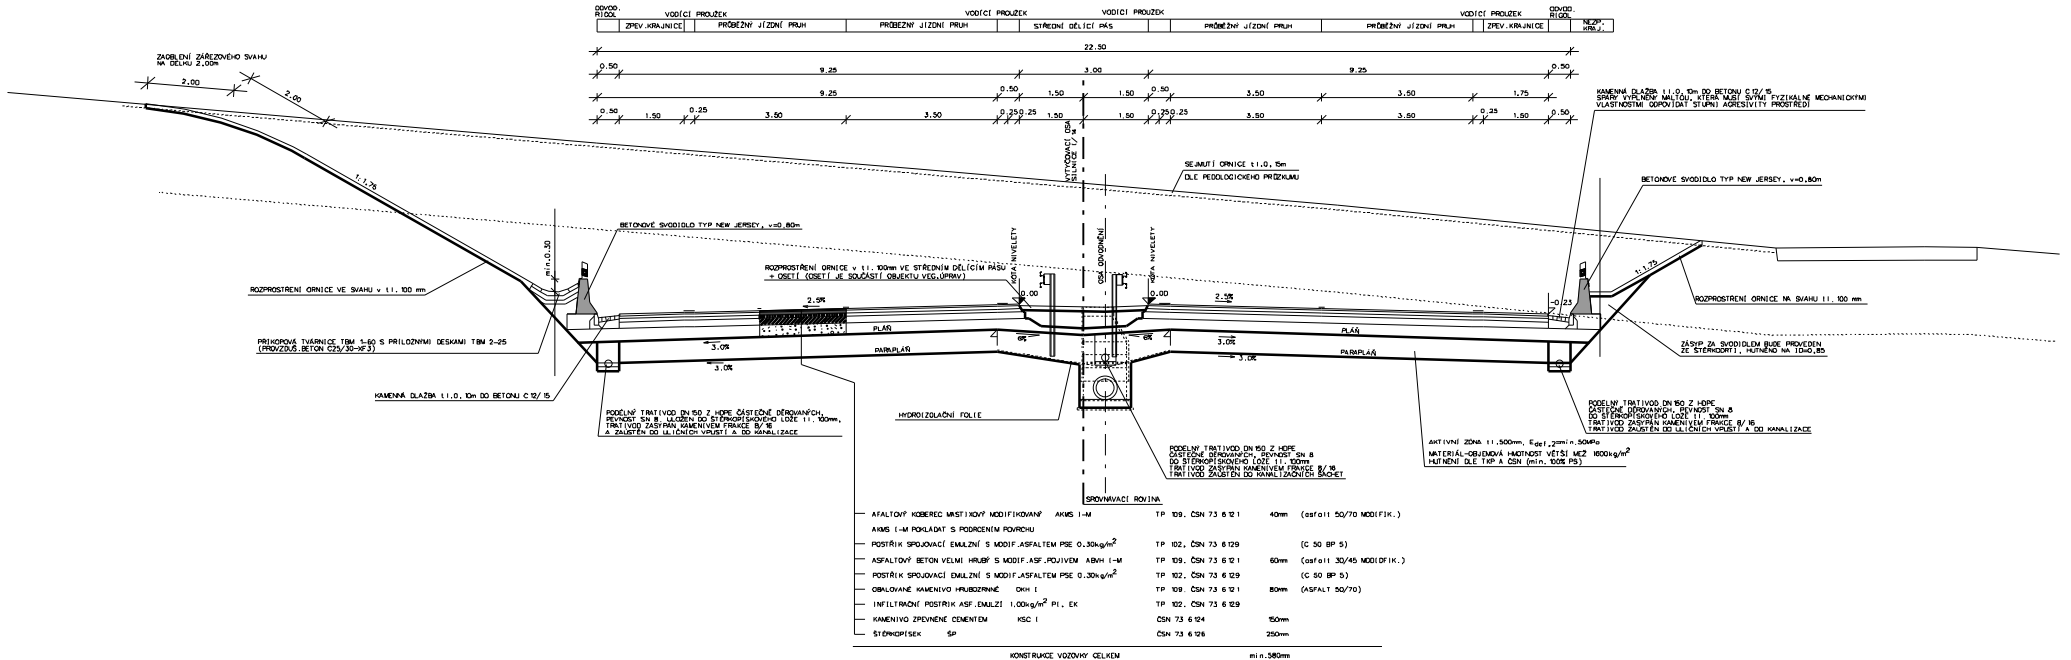 ODVOD. RIGOL
VODÍCÍ PROUŽEK
VODÍCÍ PROUŽEK
VODÍCÍ PROUŽEK
VODÍCÍ PROUŽEK
ODVOD. RIGOL
ZPEV.KRAJNICE
PRŮBĚŽNÝ JÍZDNÍ PRUH
PRŮBĚŽNÝ JÍZDNÍ PRUH
STŘEDNÍ DĚLÍCÍ PÁS
PRŮBĚŽNÝ JÍZDNÍ PRUH
PRŮBĚŽNÝ JÍZDNÍ PRUH
ZPEV.KRAJNICE
NEZP. KRAJ.
22.50
0.50
9.25
3.00
9.25
0.50
9.25
0.50
1.50
1.50
0.50
3.50
3.50
1.75
0.50
1.50
0.25
3.50
3.50
0.25
0.25
1.50
1.50
0.25
0.25
3.50
3.50
0.25
1.50
0.50
ZAOBLENÍ ZÁŘEZOVÉHO SVAHU
NA DÉLKU 2,00m
2.00
2.00
KAMENNÁ DLAŽBA tl.0,10m DO BETONU C12/15
SPÁRY VYPLNĚNY MALTOU, KTERÁ MUSÍ SVÝMI FYZIKÁLNĚ MECHANICKÝMI
VLASTNOSTMI ODPOVÍDAT STUPNI AGRESIVITY PROSTŘEDÍ
VYTYČOVACÍ OSA
SILNICE I/14
SEJMUTÍ ORNICE tl.0,15m
DLE PEDOLOGICKÉHO PRŮZKUMU
1:1,75
BETONOVÉ SVODIDLO TYP NEW JERSEY, v=0,80m
BETONOVÉ SVODIDLO TYP NEW JERSEY, v=0,80m
min.0.30
KÓTA NIVELETY
OSA ODVODNĚNÍ
KÓTA NIVELETY
ROZPROSTŘENÍ ORNICE v tl. 100mm VE STŘEDNÍM DĚLÍCÍM PÁSU
+ OSETÍ (OSETÍ JE SOUČÁSTÍ OBJEKTU VEG.ÚPRAV)
1:1,75
ROZPROSTŘENÍ ORNICE VE SVAHU v tl. 100 mm
0.00
0.00
2.5%
2.5%
-0.23
ROZPROSTŘENÍ ORNICE NA SVAHU tl. 100 mm
PLÁŇ
PLÁŇ
6%
6%
3.0%
3.0%
PARAPLÁŇ
PARAPLÁŇ
3.0%
3.0%
PŘÍKOPOVÁ TVÁRNICE TBM 1-60 S PŘÍLOŽNÝMI DESKAMI TBM 2-25
(PROVZDUŠ.BETON C25/30-XF3)
ZÁSYP ZA SVODIDLEM BUDE PROVEDEN
ZE ŠTĚRKODRTI, HUTNĚNO NA ID=0,85
KAMENNÁ DLAŽBA tl.0,10m DO BETONU C12/15
PODÉLNÝ TRATIVOD DN 150 Z HDPE ČÁSTEČNĚ DĚROVANÝCH,
PEVNOST SN 8, ULOŽEN DO ŠTĚRKOPÍSKOVÉHO LOŽE tl. 100mm,
TRATIVOD ZASYPÁN KAMENIVEM FRAKCE 8/16
A ZAÚSTĚN DO ULIČNÍCH VPUSTÍ A DO KANALIZACE
HYDROIZOLAČNÍ FOLIE
PODÉLNÝ TRATIVOD DN 150 Z HDPE
ČÁSTEČNĚ DĚROVANÝCH, PEVNOST SN 8
DO ŠTĚRKOPÍSKOVÉHO LOŽE tl. 100mm
TRATIVOD ZASYPÁN KAMENIVEM FRAKCE 8/16
TRATIVOD ZAÚSTĚN DO KANALIZAČNÍCH ŠACHET
PODÉLNÝ TRATIVOD DN 150 Z HDPE
ČÁSTEČNĚ DĚROVANÝCH, PEVNOST SN 8
DO ŠTĚRKOPÍSKOVÉHO LOŽE tl. 100mm
TRATIVOD ZASYPÁN KAMENIVEM FRAKCE 8/16
TRATIVOD ZAÚSTĚN DO ULIČNÍCH VPUSTÍ A DO KANALIZACE
AKTIVNÍ ZÓNA tl.500mm, Edef,2=min.50MPa
MATERIÁL-OBJEMOVÁ HMOTNOST VĚTŠÍ MEŽ 1600kg/m2
HUTNĚNÍ DLE TKP A ČSN (min. 100% PS)
SROVNÁVACÍ ROVINA
AFALTOVÝ KOBEREC MASTIXOVÝ MODIFIKOVANÝ AKMS I-M TP 109, ČSN 73 6121 40mm (asfalt 50/70 MODIFIK.)
AKMS I-M POKLÁDAT S PODRCENÍM POVRCHU
POSTŘIK SPOJOVACÍ EMULZNÍ S MODIF.ASFALTEM PSE 0.30kg/m2 TP 102, ČSN 73 6129 (C 50 BP 5)
ASFALTOVÝ BETON VELMI HRUBÝ S MODIF.ASF.POJIVEM ABVH I-M TP 109, ČSN 73 6121 60mm (asfalt 30/45 MODIDFIK.)
POSTŘIK SPOJOVACÍ EMULZNÍ S MODIF.ASFALTEM PSE 0.30kg/m2 TP 102, ČSN 73 6129 (C 50 BP 5)
OBALOVANÉ KAMENIVO HRUBOZRNNÉ OKH I TP 109, ČSN 73 6121 80mm (ASFALT 50/70)
INFILTRAČNÍ POSTŘIK ASF.EMULZÍ 1.00kg/m2 PI, EK TP 102, ČSN 73 6129
KAMENIVO ZPEVNĚNÉ CEMENTEM KSC I ČSN 73 6124 150mm
ŠTĚRKOPÍSEK ŠP ČSN 73 6126 250mm
KONSTRUKCE VOZOVKY CELKEM min.580mm